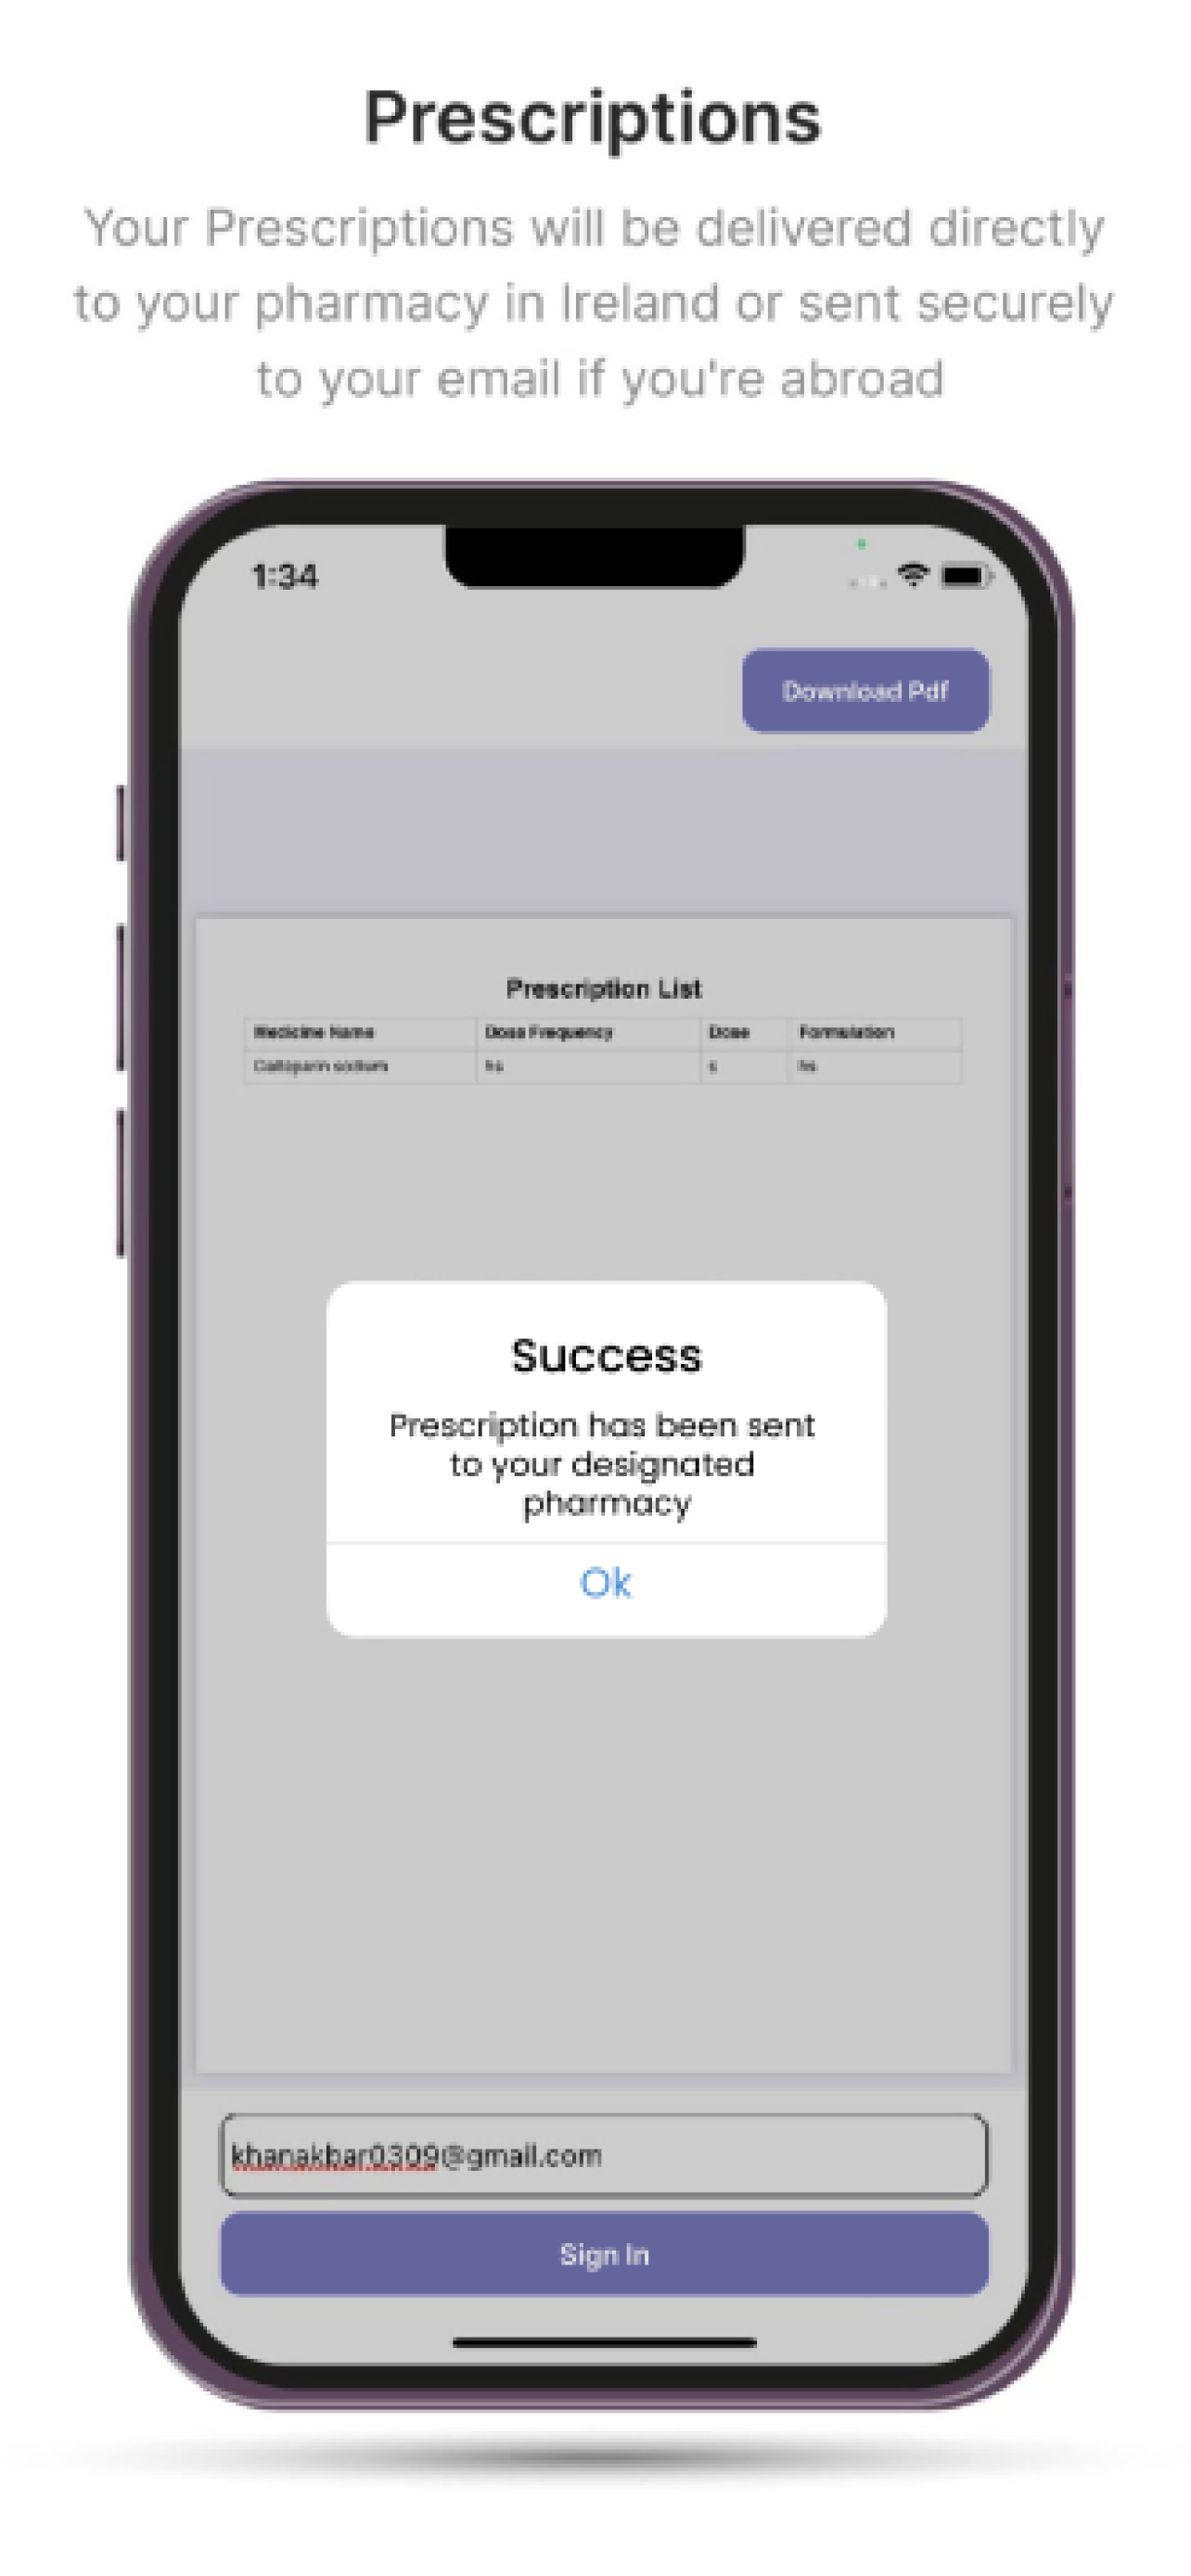 Prescriptions
Your Prescriptions will be delivered directly
to your pharmacy in Ireland or sent securely
to your email if you're abroad
1:34
Download Pdf
Prescription List
Medicine Name Dose Frequency Dose Formulation
sodium hs s hs
Success
Prescription has been sent
to your designated
pharmacy
Ok
khanakbar0309@gmail.com
Sign In